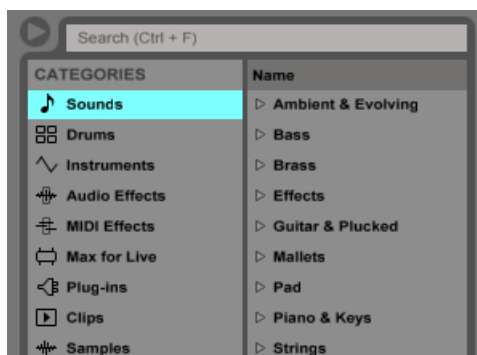 Search (Ctrl + F)
CATEGORIES
Sounds
Drums
Instruments
Audio Effects
MIDI Effects
Max for Live
Plug-ins
Clips
Samples
Name
Ambient & Evolving
Bass
Brass
Effects
Guitar & Plucked
Mallets
Pad
Piano & Keys
Strings